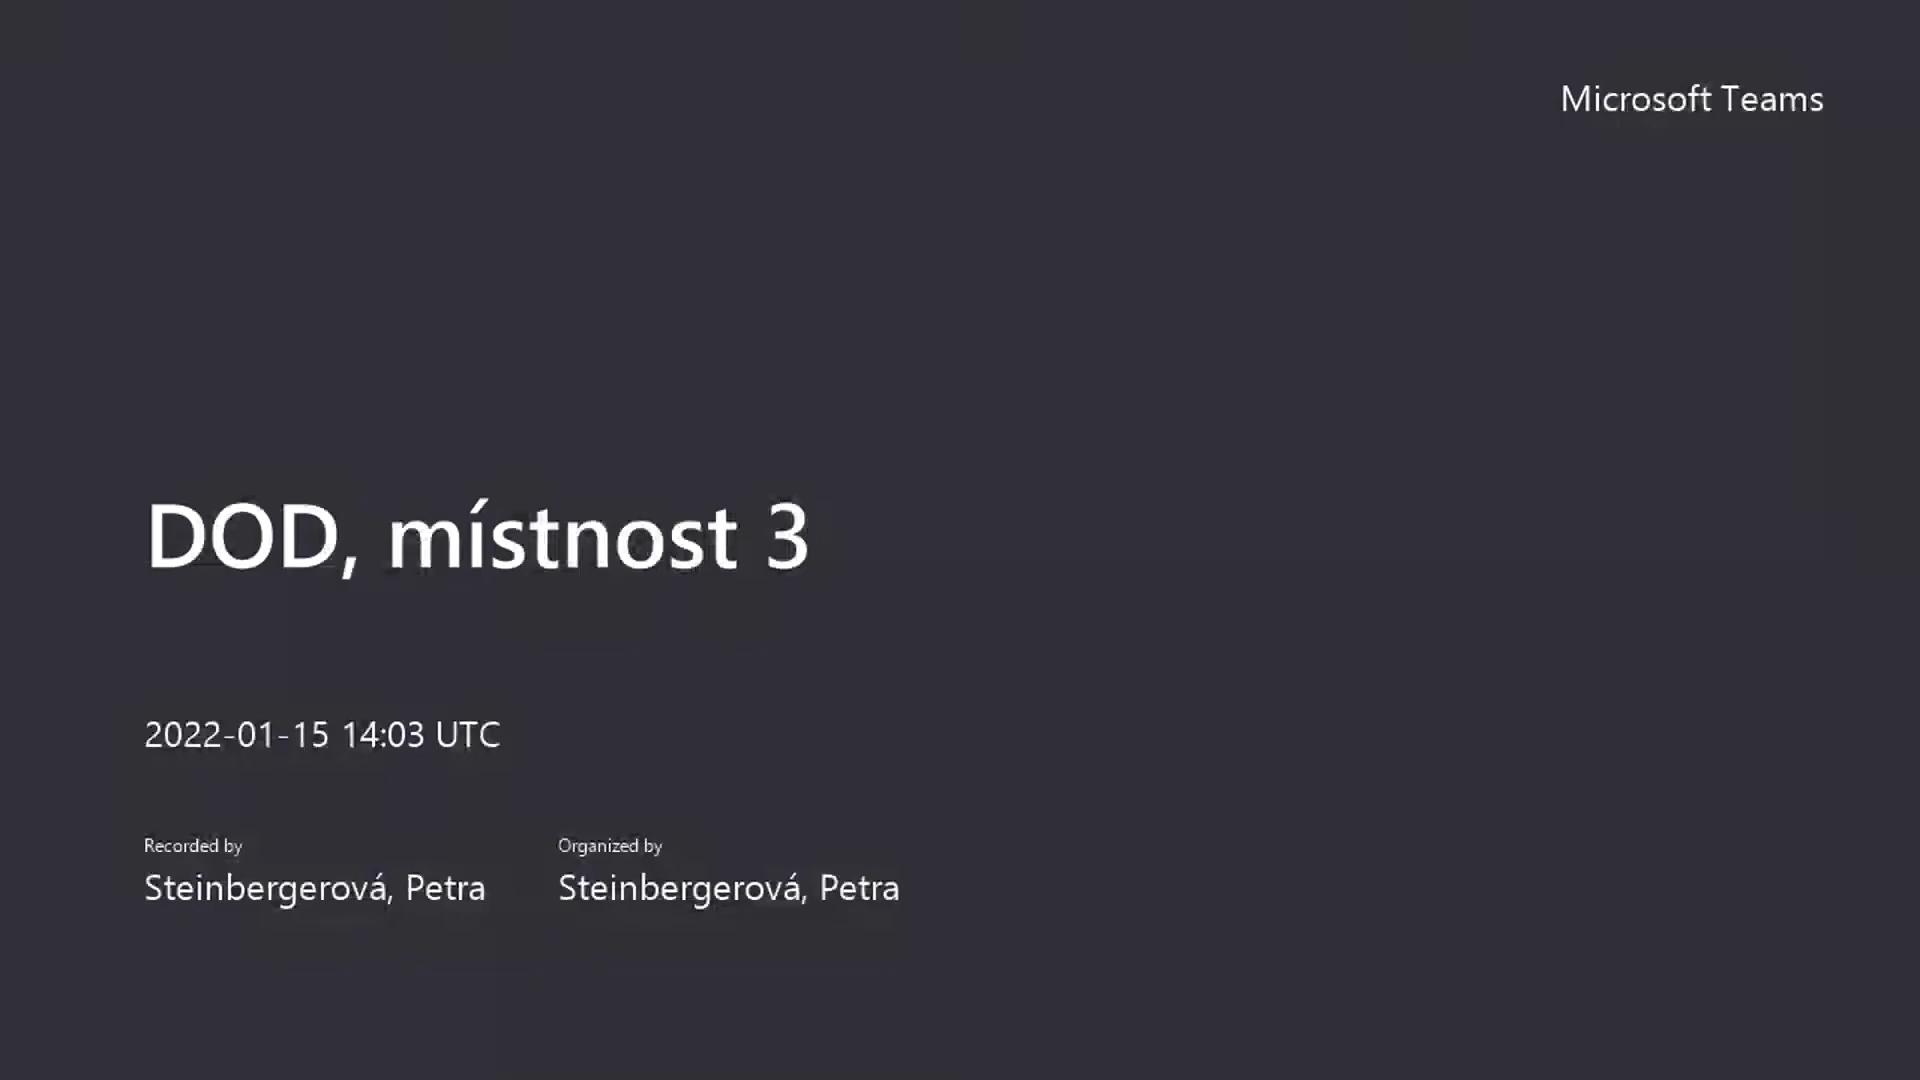 Microsoft Teams
DOD, místnost 3
2022-01-15 14:03 UTC
Recorded by
Steinbergerová, Petra
Organized by
Steinbergerová, Petra